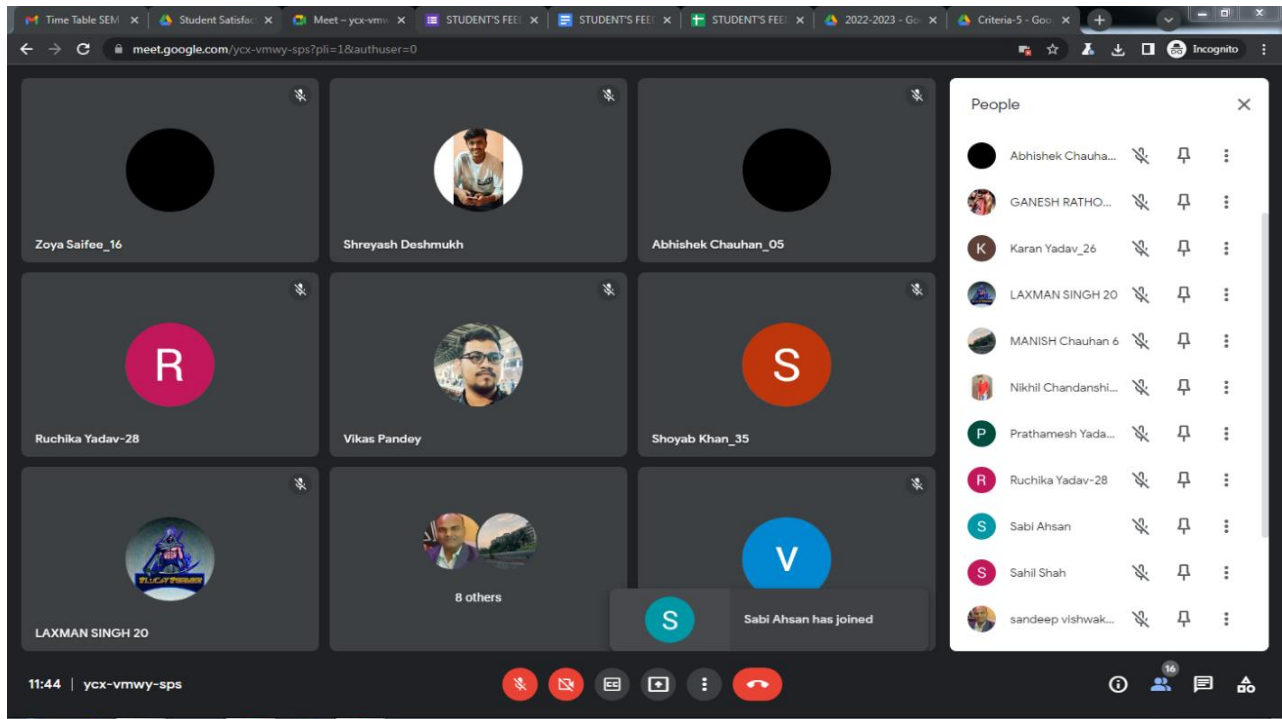 Time Table SEM
Student Satisfac
Meet – ycx-vmw
STUDENT'S FEE
STUDENT'S FEE
STUDENT'S FEE
2022-2023 - Go
Criteria-5 - Goo
meet.google.com/ycx-vmwy-sps?pli=1&authuser=0
Incognito
Zoya Saifee_16
Shreyash Deshmukh
Abhishek Chauhan_05
R
Ruchika Yadav-28
Vikas Pandey
S
Shoyab Khan_35
LAXMAN SINGH 20
8 others
V
S
Sabi Ahsan has joined
People
Abhishek Chauha...
GANESH RATHO...
K
Karan Yadav_26
LAXMAN SINGH 20
MANISH Chauhan 6
Nikhil Chandanshi...
P
Prathamesh Yada...
R
Ruchika Yadav-28
S
Sabi Ahsan
S
Sahil Shah
sandeep vishwak...
11:44 | ycx-vmwy-sps
CC
16